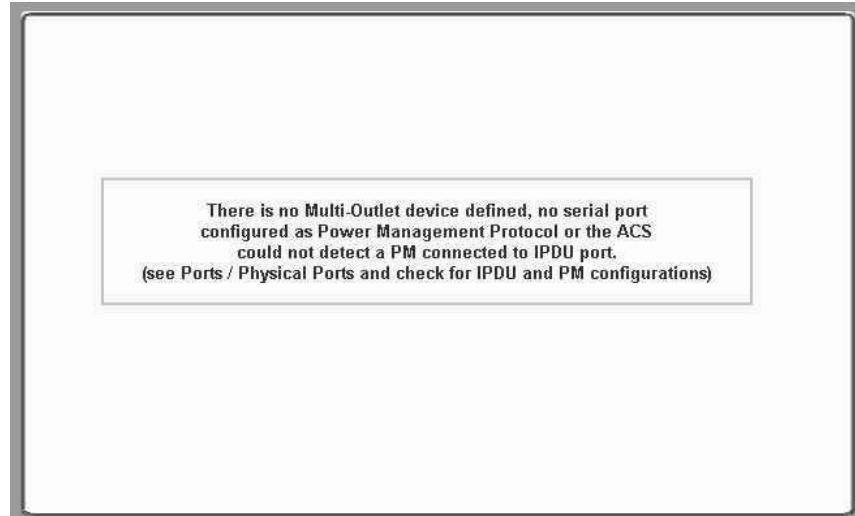 There is no Multi-Outlet device defined, no serial port
configured as Power Management Protocol or the ACS
could not detect a PM connected to IPDU port.
(see Ports / Physical Ports and check for IPDU and PM configurations)